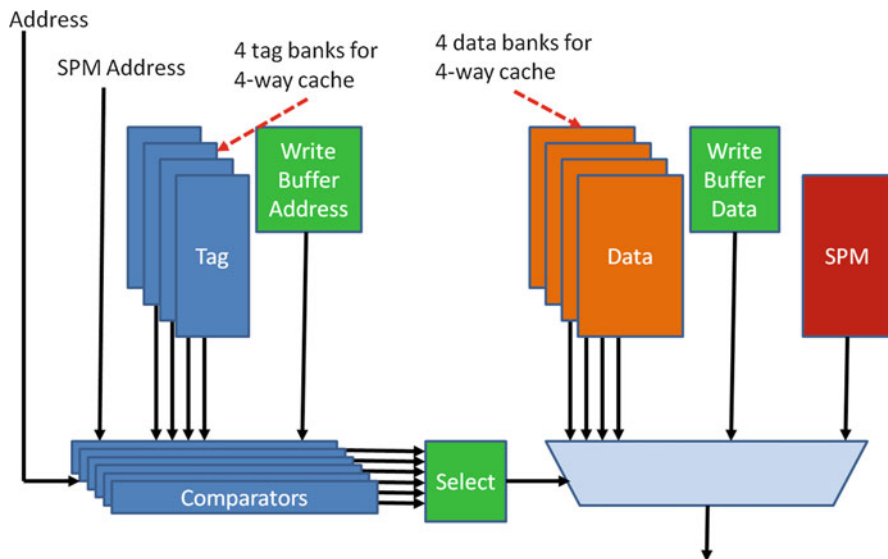 Address
SPM Address
4 tag banks for
4-way cache
4 data banks for
4-way cache
Write
Buffer
Address
Write
Buffer
Data
Tag
Data
SPM
Comparators
Select